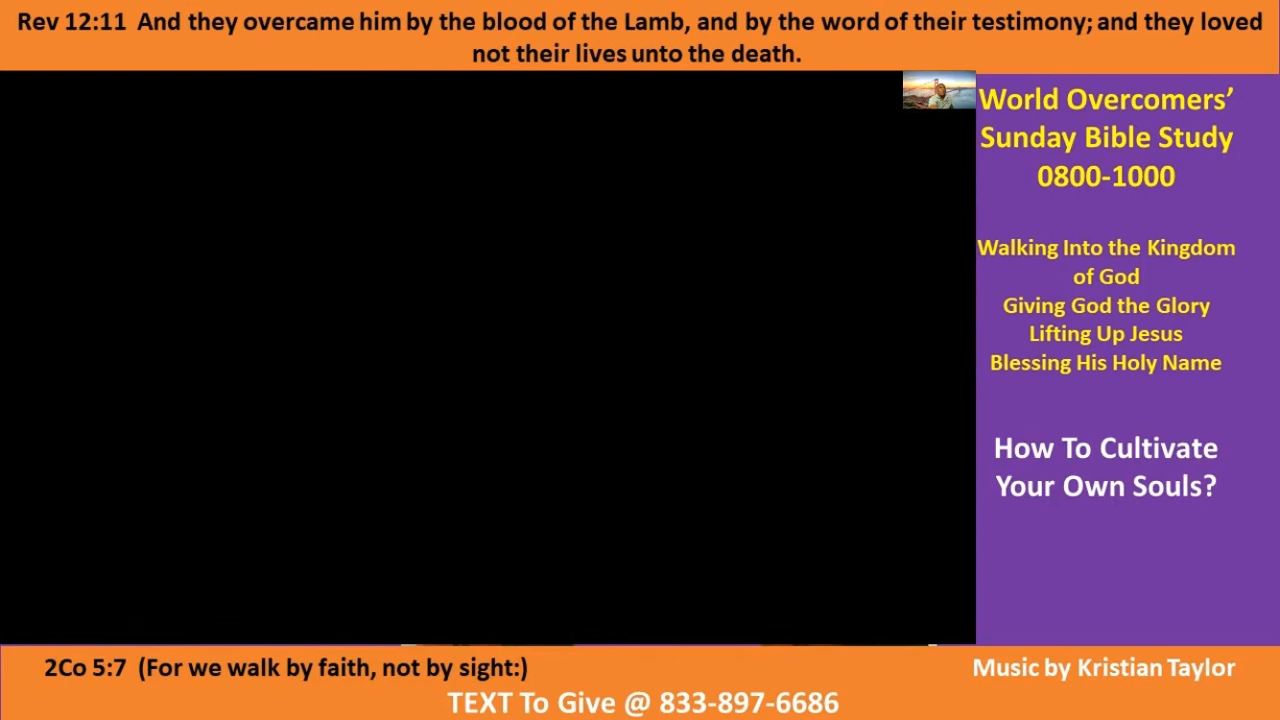 Rev 12:11 And they overcame him by the blood of the Lamb, and by the word of their testimony; and they loved
not their lives unto the death.
World Overcomers’
Sunday Bible Study
0800-1000
Walking Into the Kingdom
of God
Giving God the Glory
Lifting Up Jesus
Blessing His Holy Name
How To Cultivate
Your Own Souls?
2Co 5:7 (For we walk by faith, not by sight:)
Music by Kristian Taylor
TEXT To Give @ 833-897-6686